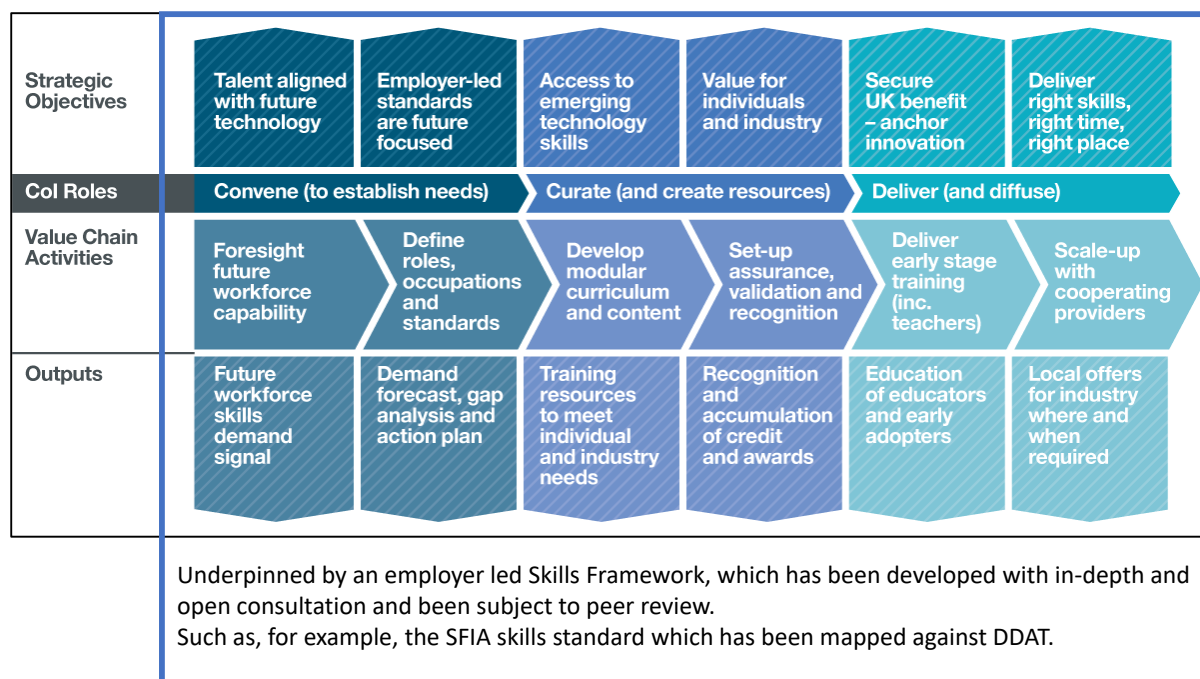 Strategic
Objectives
Talent aligned
with future
technology
Employer-led
standards
are future
focused
Access to
emerging
technology
skills
Value for
individuals
and industry
Secure
UK benefit
– anchor
innovation
Deliver
right skills,
right time,
right place
CoI Roles
Convene (to establish needs)
Curate (and create resources)
Deliver (and diffuse)
Value Chain
Activities
Foresight
future
workforce
capability
Define
roles,
occupations
and
standards
Develop
modular
curriculum
and content
Set-up
assurance,
validation and
recognition
Deliver
early stage
training
(inc.
teachers)
Scale-up
with
cooperating
providers
Outputs
Future
workforce
skills
demand
signal
Demand
forecast, gap
analysis and
action plan
Training
resources
to meet
individual
and industry
needs
Recognition
and
accumulation
of credit
and awards
Education
of educators
and early
adopters
Local offers
for industry
where and
when
required
Underpinned by an employer led Skills Framework, which has been developed with in-depth and
open consultation and been subject to peer review.
Such as, for example, the SFIA skills standard which has been mapped against DDAT.